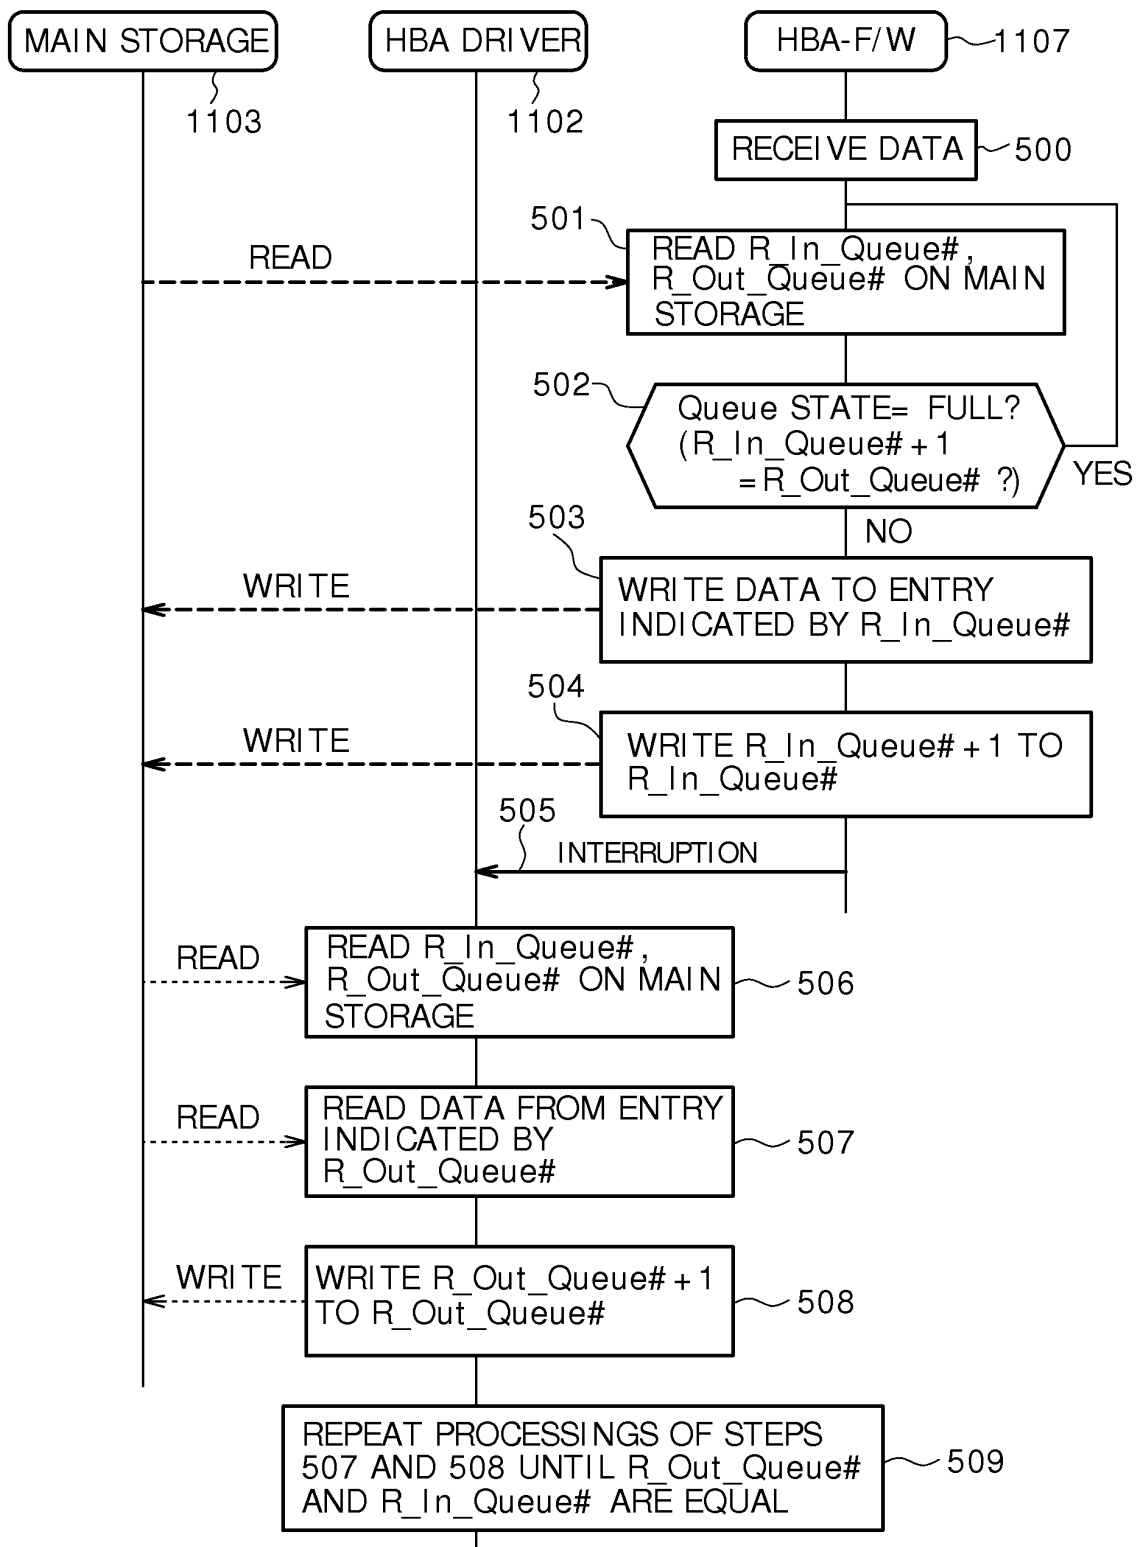 MAIN STORAGE
HBA DRIVER
HBA-F/W
1107
1103
1102
RECEIVE DATA
500
501
READ
READ R_In_Queue# ,
R_Out_Queue# ON MAIN
STORAGE
502
Queue STATE= FULL?
(R_In_Queue# + 1
= R_Out_Queue# ?)
YES
NO
503
WRITE
WRITE DATA TO ENTRY
INDICATED BY R_In_Queue#
504
WRITE
WRITE R_In_Queue# + 1 TO
R_In_Queue#
505
INTERRUPTION
READ
READ R_In_Queue# ,
R_Out_Queue# ON MAIN
STORAGE
506
READ
READ DATA FROM ENTRY
INDICATED BY
R_Out_Queue#
507
WRITE
WRITE R_Out_Queue# + 1
TO R_Out_Queue#
508
REPEAT PROCESSINGS OF STEPS
507 AND 508 UNTIL R_Out_Queue#
AND R_In_Queue# ARE EQUAL
509